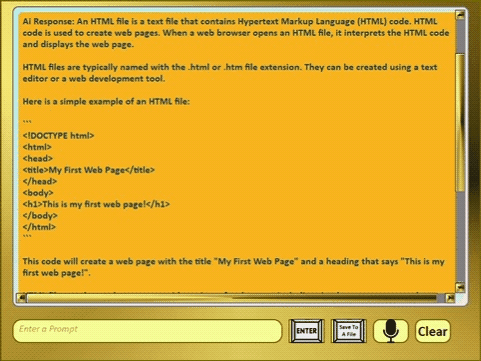 Ai Response: An HTML file is a text file that contains Hypertext Markup Language (HTML) code. HTML
code is used to create web pages. When a web browser opens an HTML file, it interprets the HTML code
and displays the web page.
HTML files are typically named with the .html or .htm file extension. They can be created using a text
editor or a web development tool.
Here is a simple example of an HTML file:
```
<!DOCTYPE html>
<html>
<head>
<title>My First Web Page</title>
</head>
<body>
<h1>This is my first web page!</h1>
</body>
</html>
```
This code will create a web page with the title "My First Web Page" and a heading that says "This is my
first web page!".
Enter a Prompt
ENTER
Save To
A File
Clear